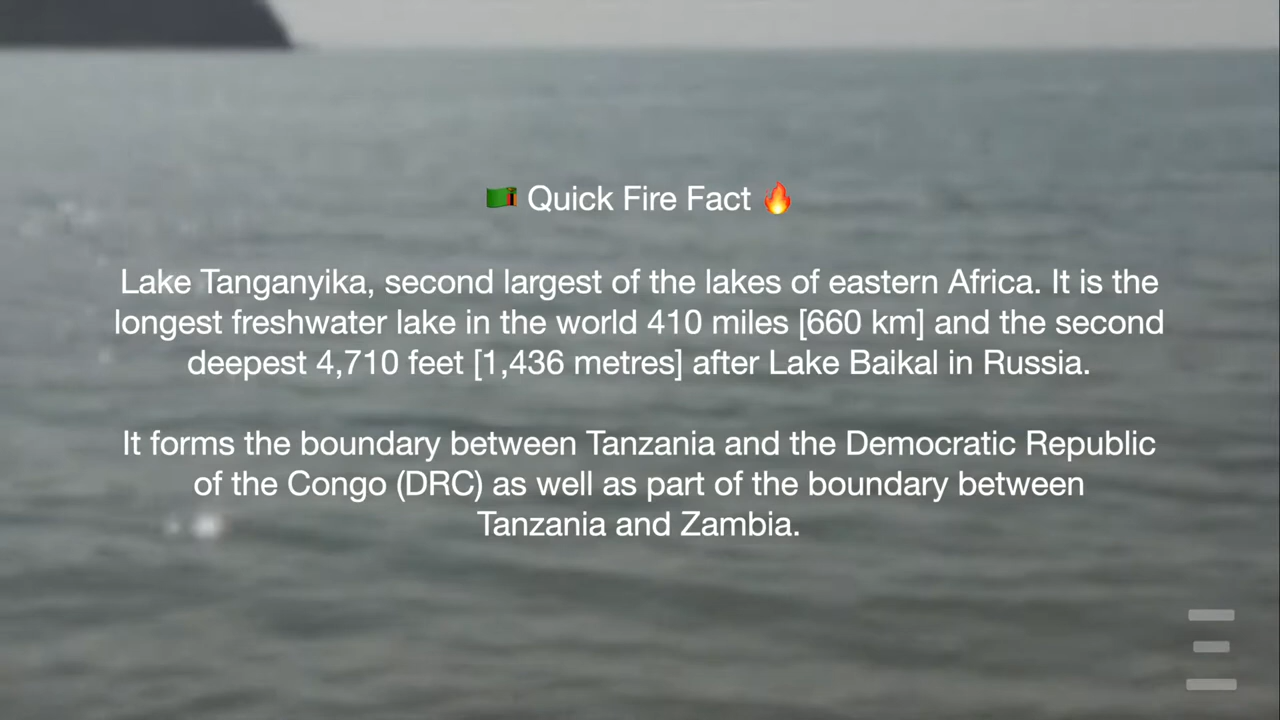 🇿🇲 Quick Fire Fact 🔥
Lake Tanganyika, second largest of the lakes of eastern Africa. It is the
longest freshwater lake in the world 410 miles [660 km] and the second
deepest 4,710 feet [1,436 metres] after Lake Baikal in Russia.
It forms the boundary between Tanzania and the Democratic Republic
of the Congo (DRC) as well as part of the boundary between
Tanzania and Zambia.